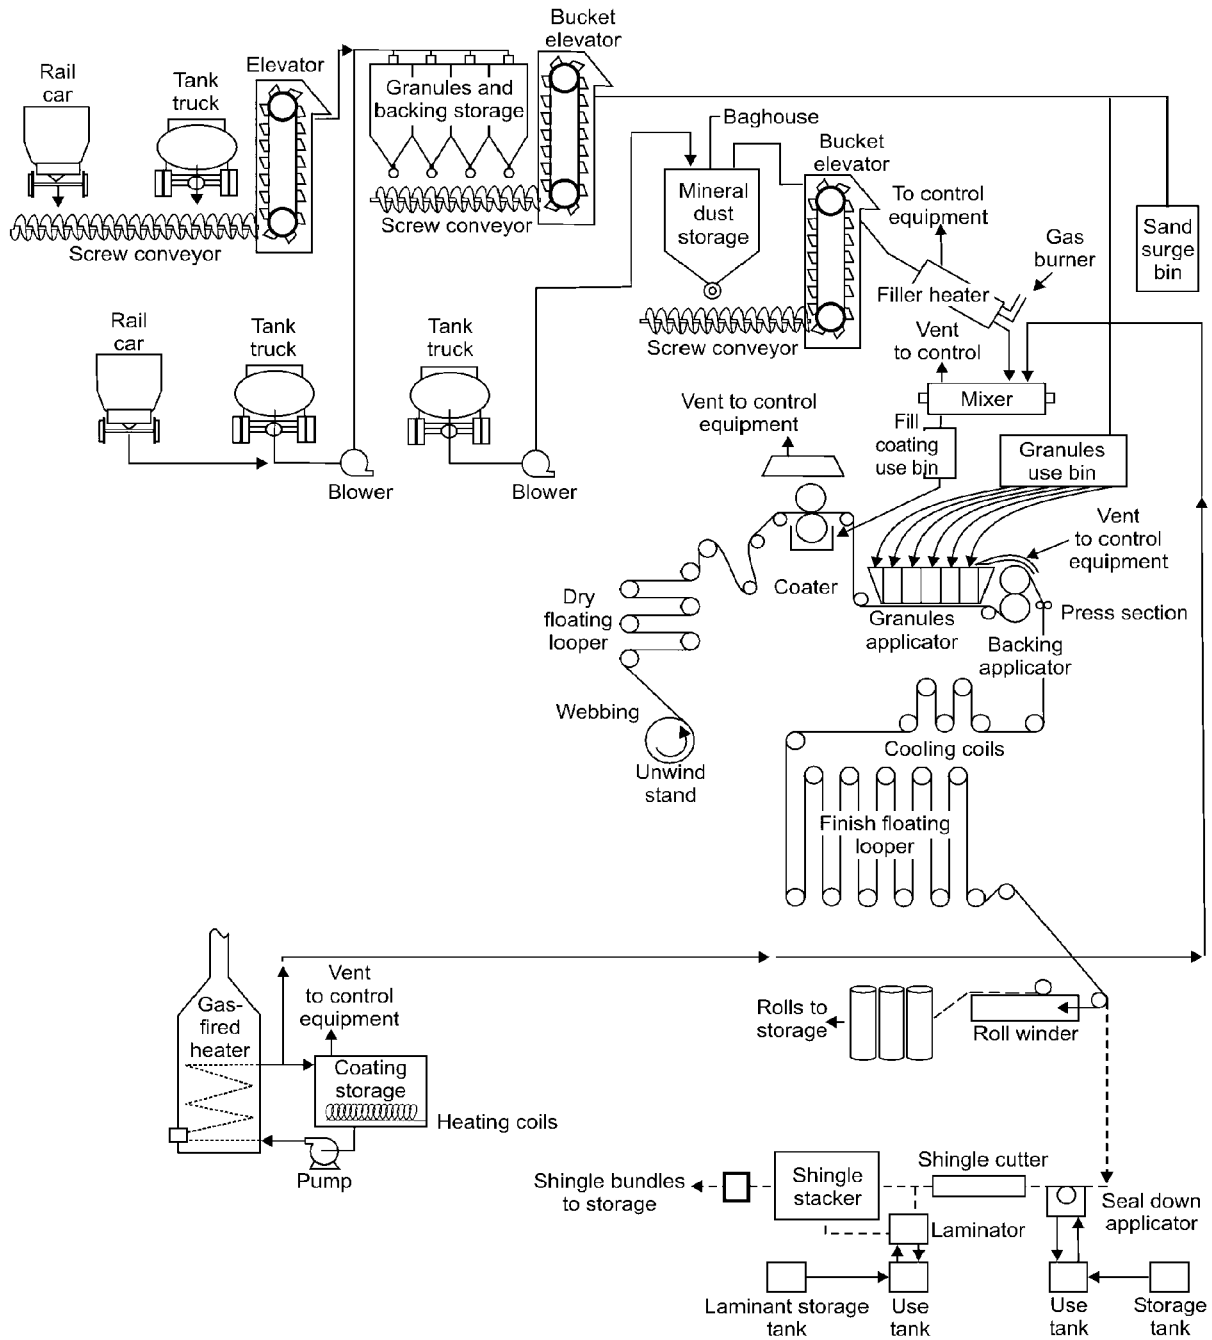 Bucket
elevator
Elevator
Rail
car
Tank
truck
Granules and
backing storage
Screw conveyor
Screw conveyor
Baghouse
Bucket
elevator
Mineral
dust
storage
To control
equipment
Sand
surge
bin
Gas
burner
Filler heater
Screw conveyor
Rail
car
Tank
truck
Tank
truck
Vent
to control
Mixer
Vent to control
equipment
Fill
coating
use bin
Granules
use bin
Blower
Blower
Vent
to control
equipment
Coater
Dry
floating
looper
Granules
applicator
Press section
Backing
applicator
Webbing
Unwind
stand
Cooling coils
Finish floating
looper
Gas-
fired
heater
Vent
to control
equipment
Coating
storage
Heating coils
Pump
Rolls to
storage
Roll winder
Shingle bundles
to storage
Shingle
stacker
Shingle cutter
Seal down
applicator
Laminator
Laminant storage
tank
Use
tank
Use
tank
Storage
tank